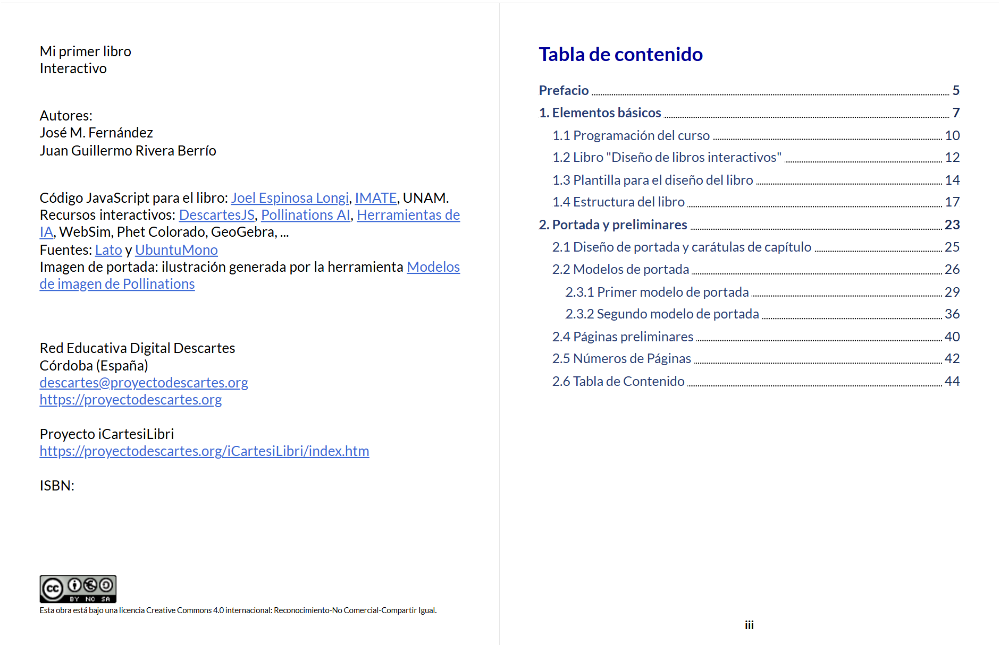 Mi primer libro
Interactivo
Autores:
José M. Fernández
Juan Guillermo Rivera Berrío
Código JavaScript para el libro: Joel Espinosa Longi, IMATE, UNAM.
Recursos interactivos: DescartesJS, Pollinations AI, Herramientas de
IA, WebSim, Phet Colorado, GeoGebra, ...
Fuentes: Lato y UbuntuMono
Imagen de portada: ilustración generada por la herramienta Modelos
de imagen de Pollinations
Red Educativa Digital Descartes
Córdoba (España)
descartes@proyectodescartes.org
https://proyectodescartes.org
Proyecto iCartesiLibri
https://proyectodescartes.org/iCartesiLibri/index.htm
ISBN:
cc
BY NC SA
Esta obra está bajo una licencia Creative Commons 4.0 internacional: Reconocimiento-No Comercial-Compartir Igual.
Tabla de contenido
Prefacio 5
1. Elementos básicos 7
1.1 Programación del curso 10
1.2 Libro "Diseño de libros interactivos" 12
1.3 Plantilla para el diseño del libro 14
1.4 Estructura del libro 17
2. Portada y preliminares 23
2.1 Diseño de portada y carátulas de capítulo 25
2.2 Modelos de portada 26
2.3.1 Primer modelo de portada 29
2.3.2 Segundo modelo de portada 36
2.4 Páginas preliminares 40
2.5 Números de Páginas 42
2.6 Tabla de Contenido 44
iii